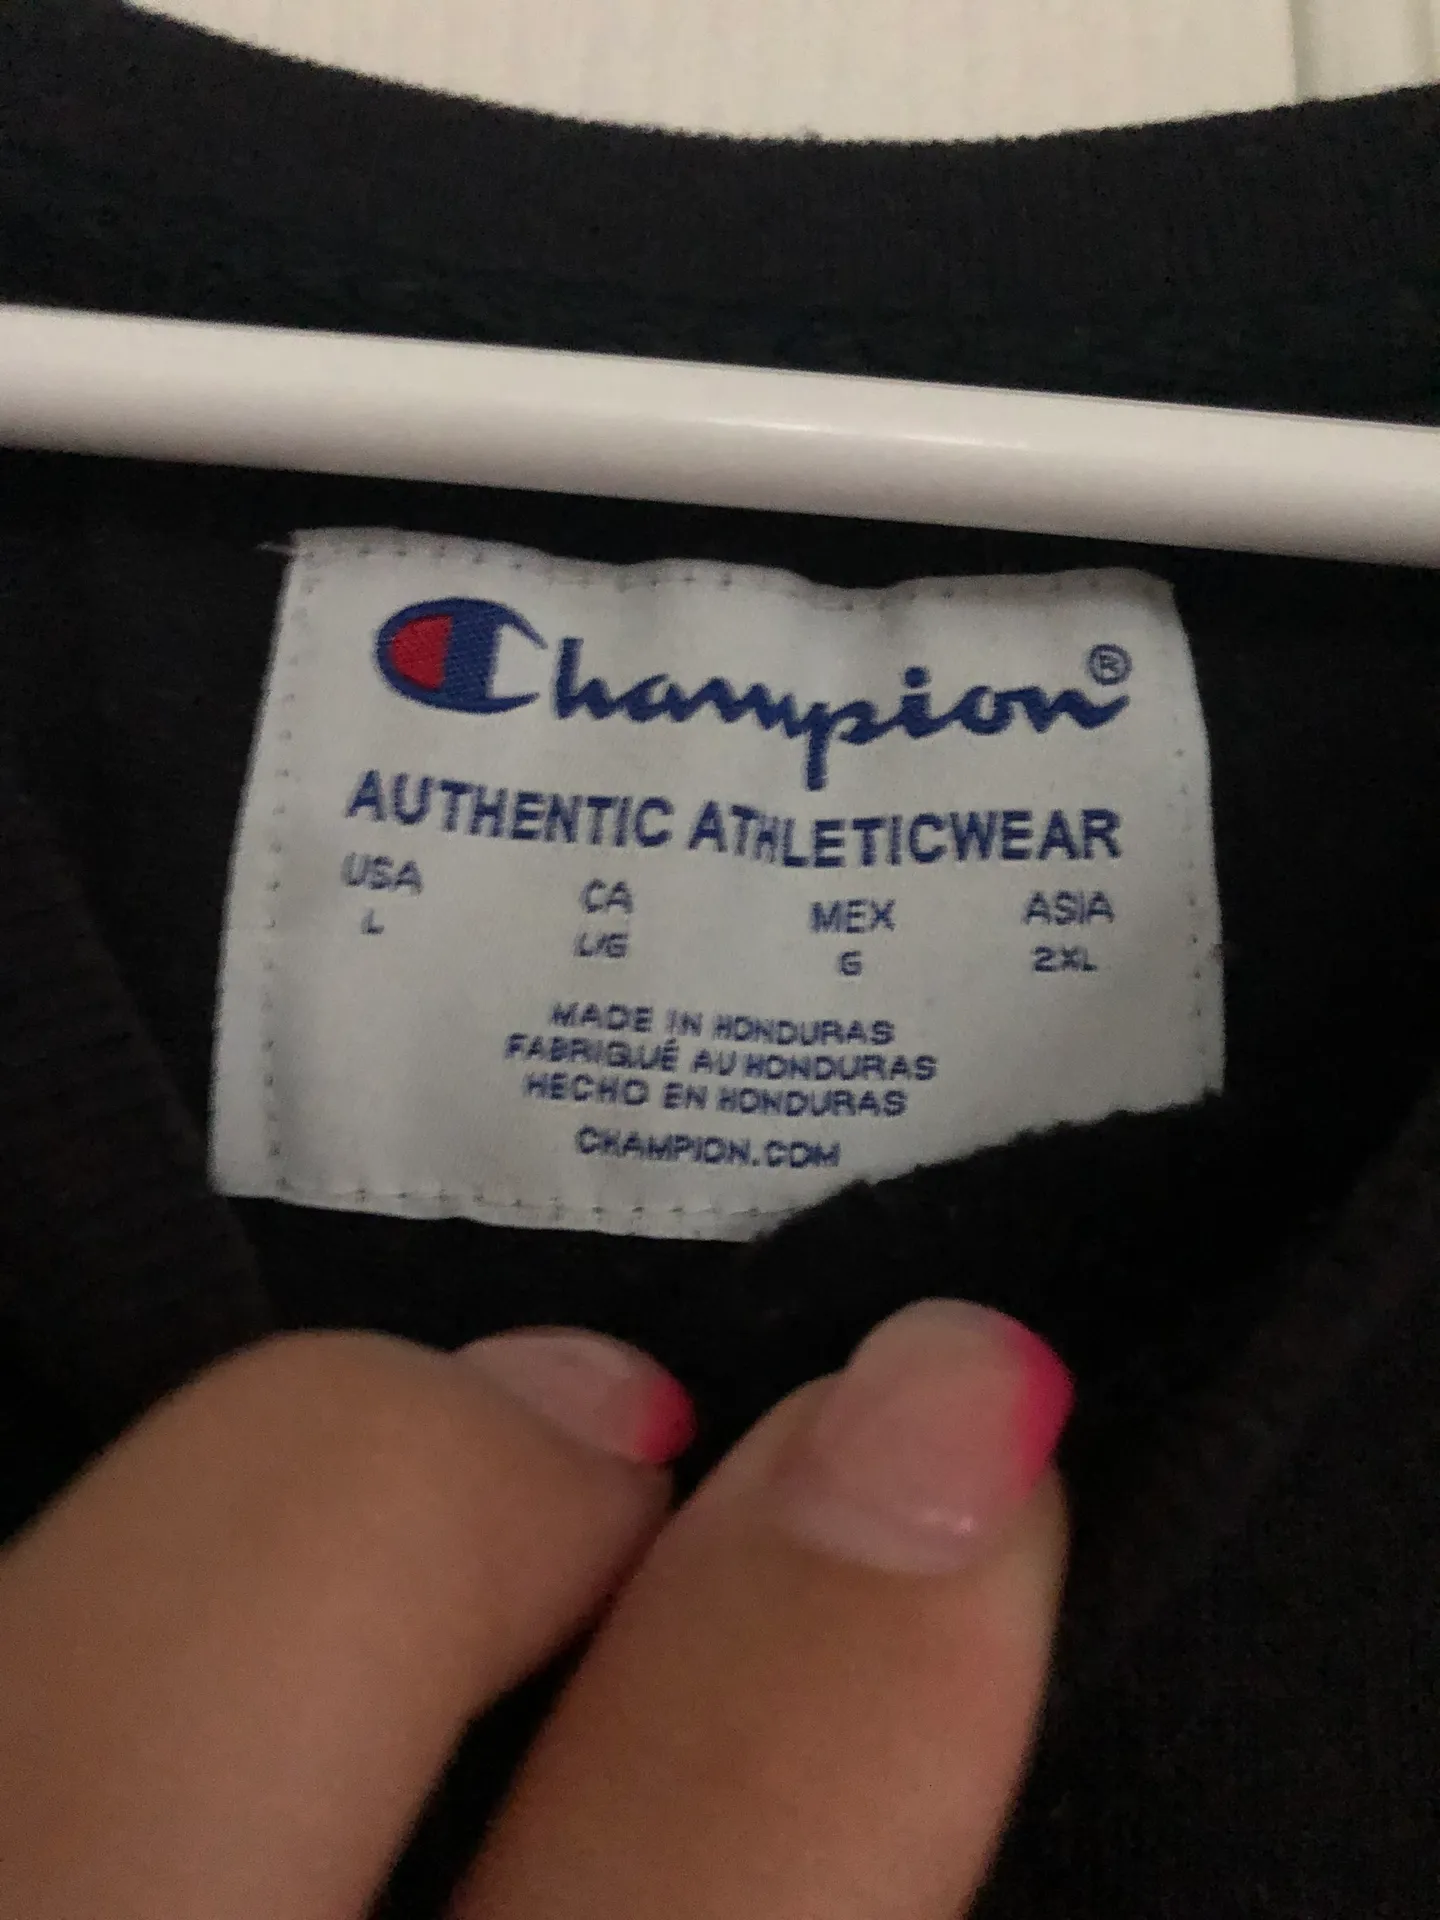 Champion®
AUTHENTIC ATHLETICWEAR
USA CA MEX ASIA
L L/G G 2XL
MADE IN HONDURAS
FABRIQUÉ AU HONDURAS
HECHO EN HONDURAS
CHAMPION.COM